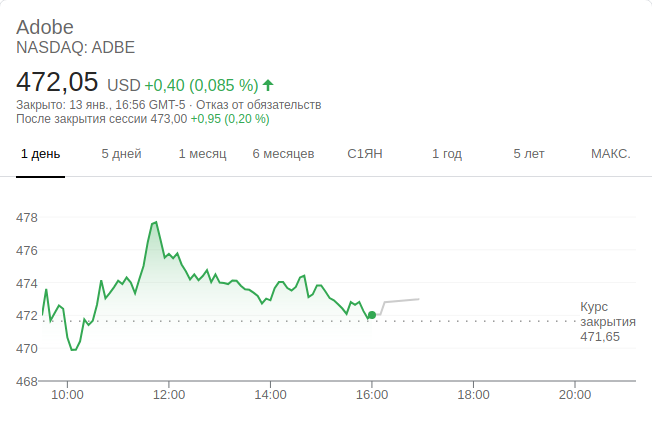 Adobe
NASDAQ: ADBE
472,05 USD +0,40 (0,085 %)
Закрыто: 13 янв., 16:56 GMT-5 · Отказ от обязательств
После закрытия сессии 473,00 +0,95 (0,20 %)
1 день 5 дней 1 месяц 6 месяцев С1ЯН 1 год 5 лет МАКС.
478
476
474
472
470
468
Курс
закрытия
471,65
10:00 12:00 14:00 16:00 18:00 20:00